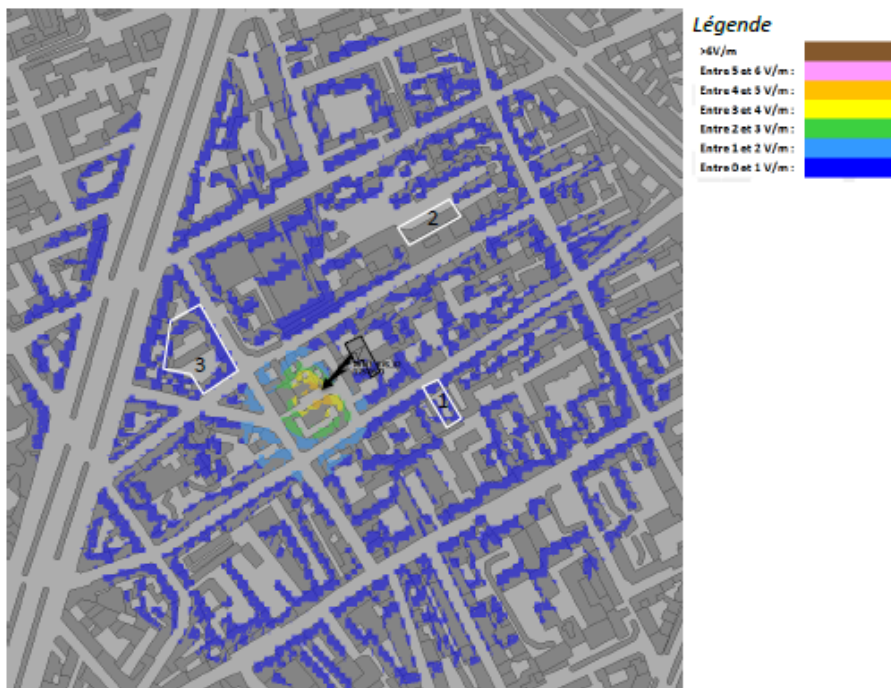 Légende
>6V/m
Entre 5 et 6 V/m :
Entre 4 et 5 V/m :
Entre 3 et 4 V/m :
Entre 2 et 3 V/m :
Entre 1 et 2 V/m :
Entre 0 et 1 V/m :
2
3
1